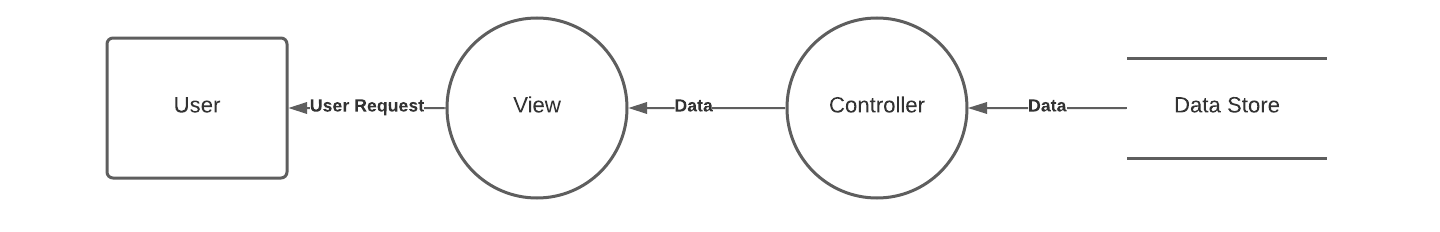 User
User Request
View
Data
Controller
Data
Data Store